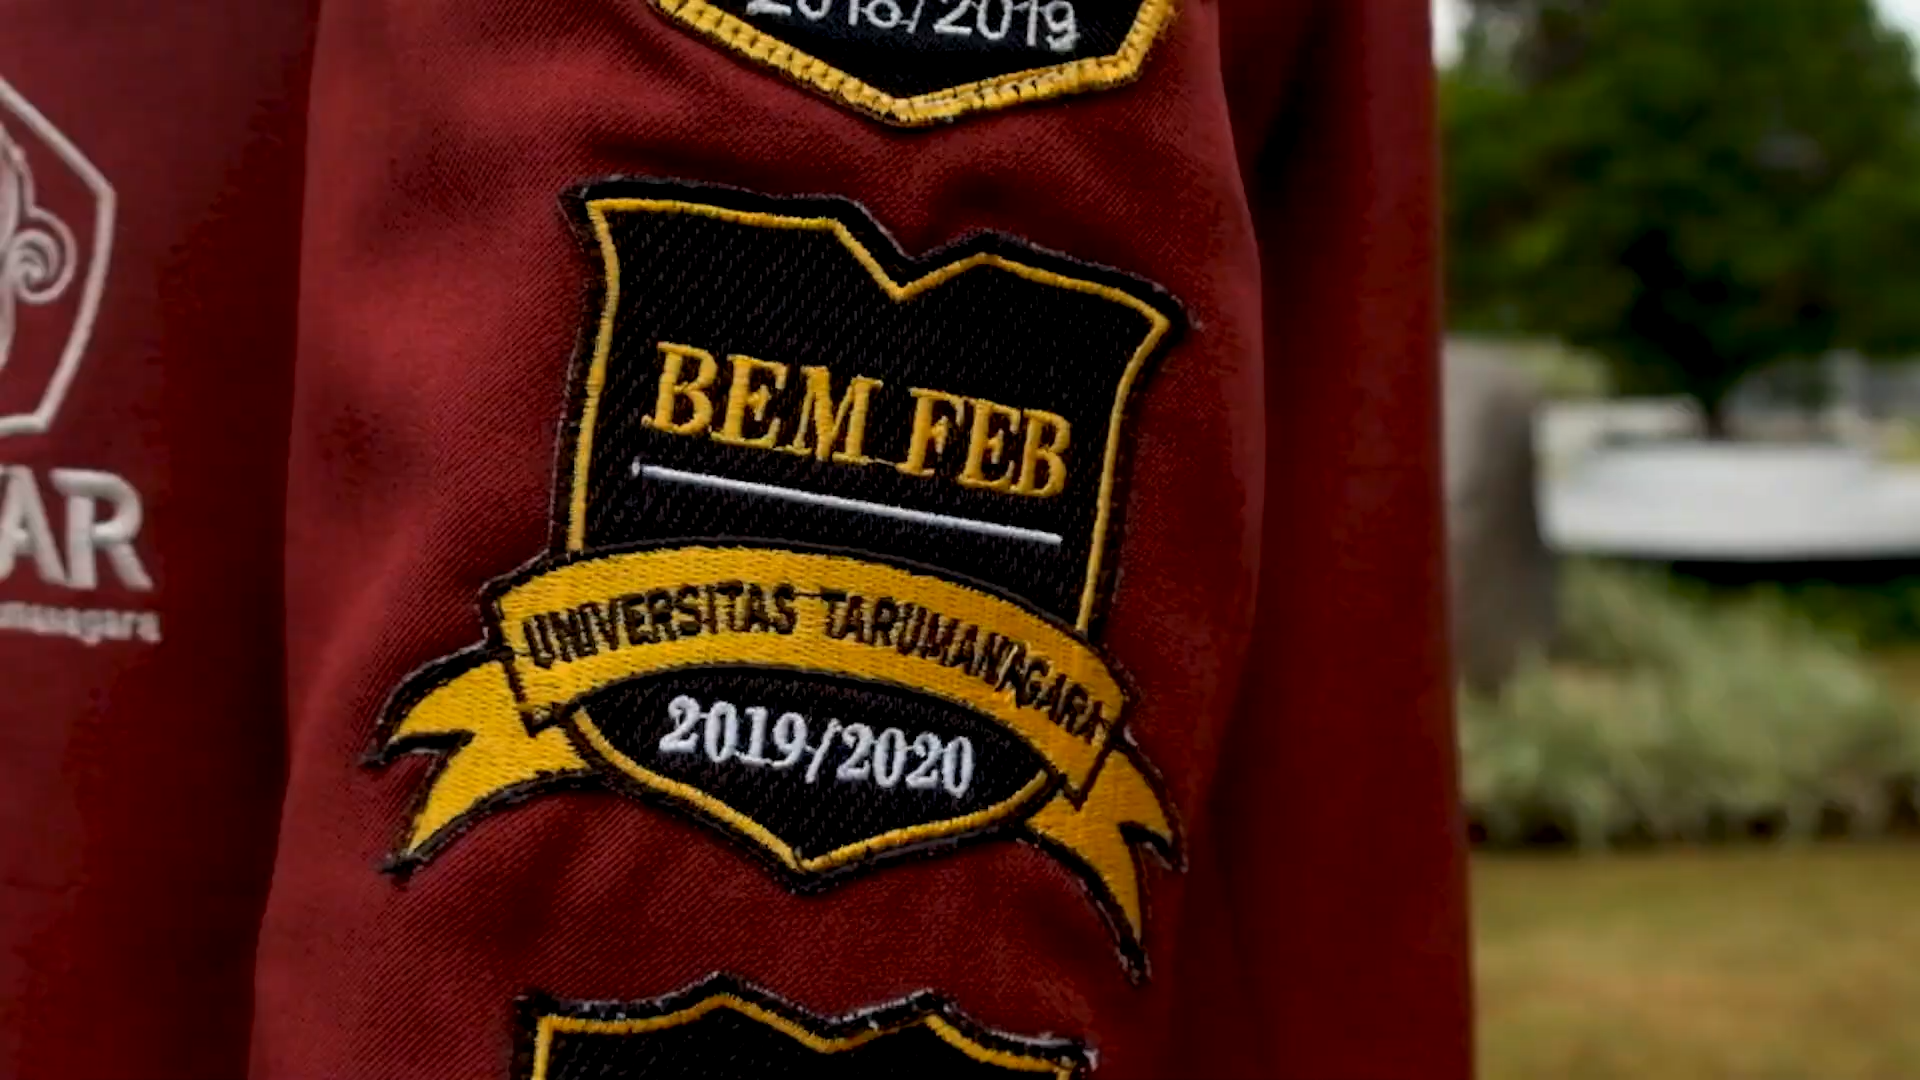 2018/2019
BEM FEB
UNIVERSITAS TARUMANAGARA
2019/2020
AR